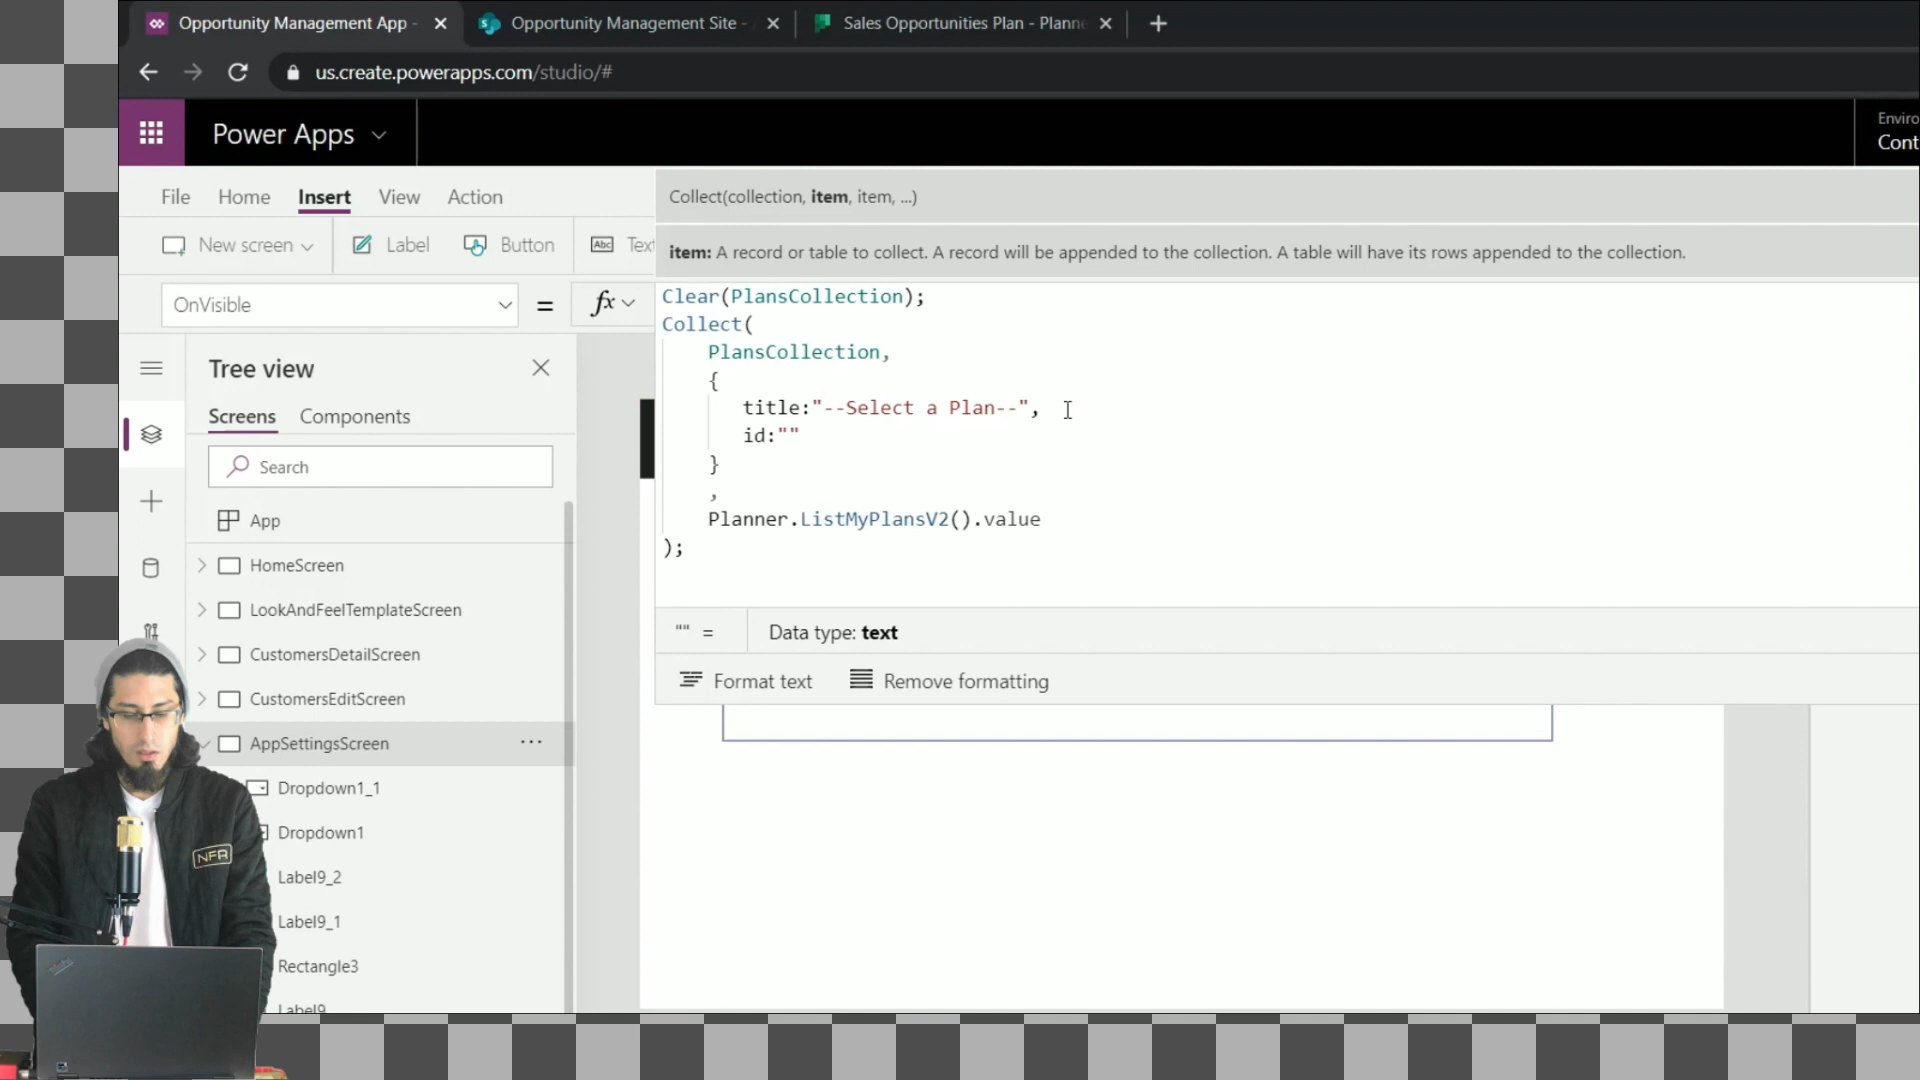 Opportunity Management App -
Opportunity Management Site -
Sales Opportunities Plan - Planne
us.create.powerapps.com/studio/#
Power Apps
Enviro
Cont
File Home Insert View Action
Collect(collection, item, item, ...)
New screen
Label
Button
Abc
Text
item: A record or table to collect. A record will be appended to the collection. A table will have its rows appended to the collection.
OnVisible
=
fx
Clear(PlansCollection);
Collect(
PlansCollection,
{
title:"--Select a Plan--",
id:""
}
,
Planner.ListMyPlansV2().value
);
"" =
Data type: text
Format text
Remove formatting
Tree view
Screens Components
Search
App
HomeScreen
LookAndFeelTemplateScreen
CustomersDetailScreen
CustomersEditScreen
AppSettingsScreen
...
Dropdown1_1
Dropdown1
Label9_2
Label9_1
Rectangle3
Label9
NFR